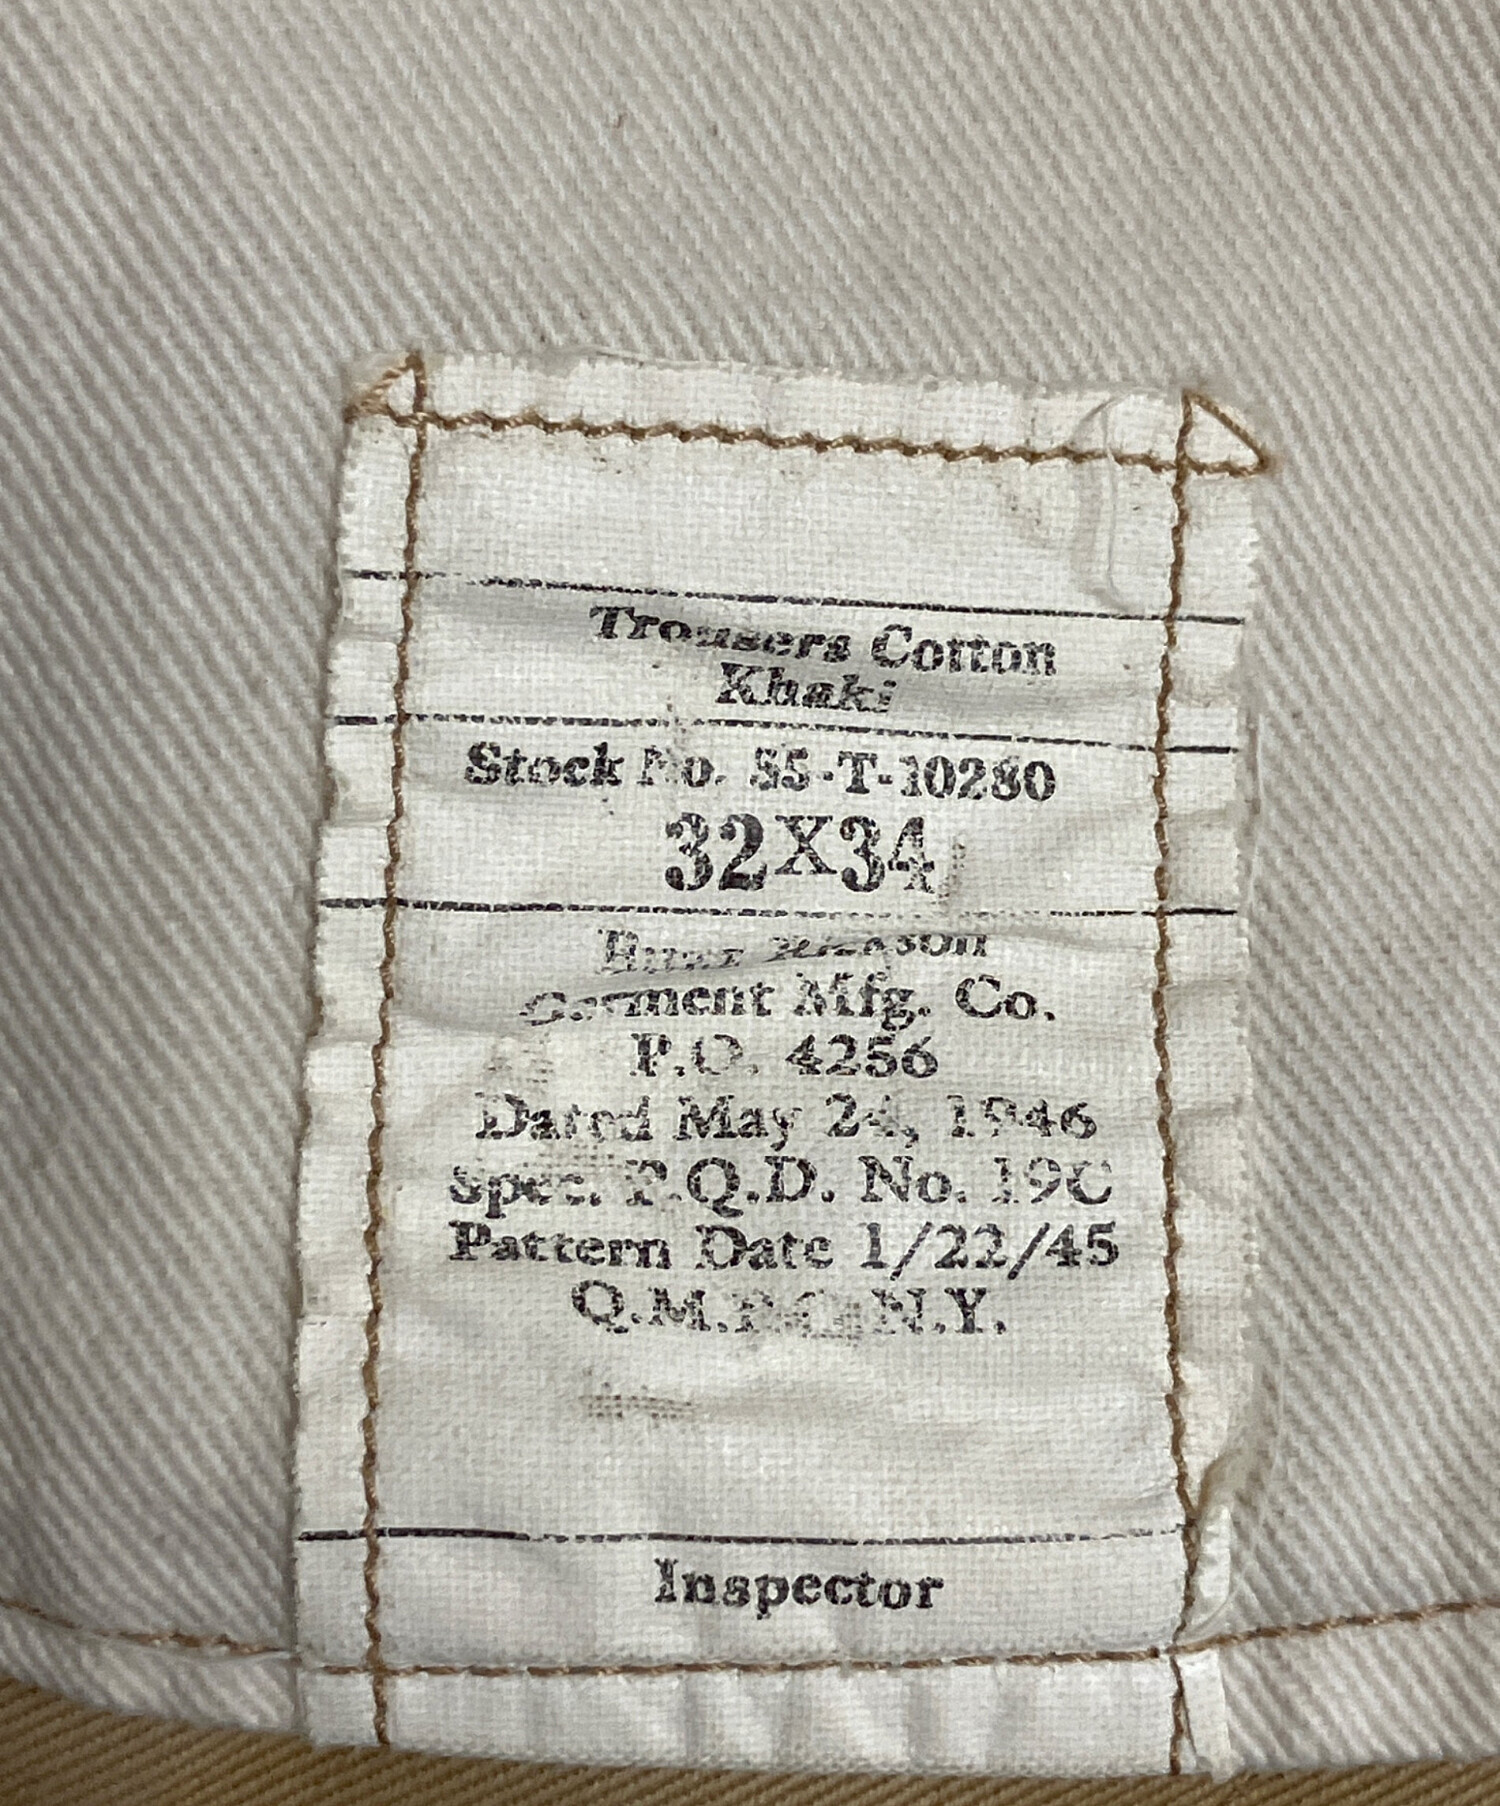 Trousers Cotton
Khaki
Stock No. 55-T-10280
32X34
Garment Mfg. Co.
P.O. 4256
Dated May 24, 1946
Spec. P.Q.D. No. 19C
Pattern Date 1/22/45
Q.M.P.O. N.Y.
Inspector